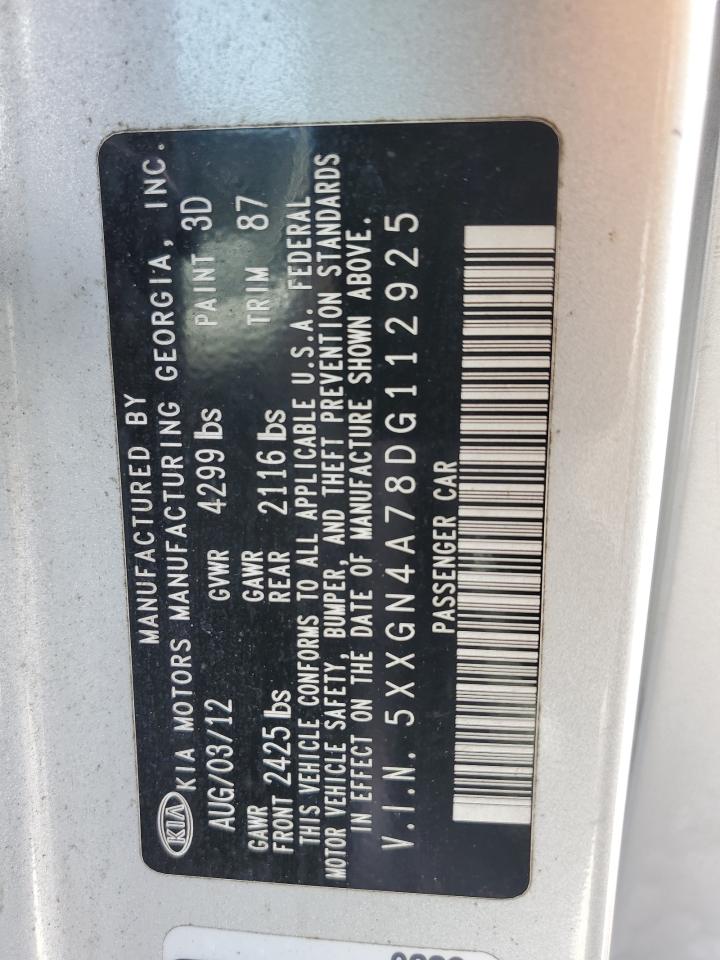 MANUFACTURED BY
KIA KIA MOTORS MANUFACTURING GEORGIA, INC.
AUG/03/12 GVWR 4299 lbs PAINT 3D
GAWR FRONT 2425 lbs GAWR REAR 2116 lbs TRIM 87
THIS VEHICLE CONFORMS TO ALL APPLICABLE U.S.A. FEDERAL
MOTOR VEHICLE SAFETY, BUMPER, AND THEFT PREVENTION STANDARDS
IN EFFECT ON THE DATE OF MANUFACTURE SHOWN ABOVE.
V.I.N. 5XXGN4A78DG112925
PASSENGER CAR